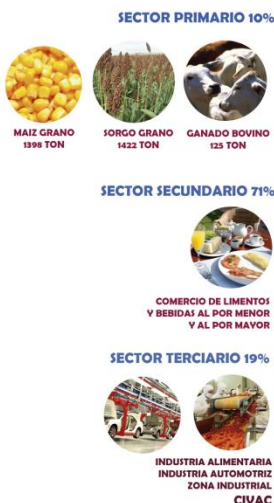 SECTOR PRIMARIO 10%
MAIZ GRANO
1398 TON
SORGO GRANO
1422 TON
GANADO BOVINO
125 TON
SECTOR SECUNDARIO 71%
COMERCIO DE LIMENTOS
Y BEBIDAS AL POR MENOR
Y AL POR MAYOR
SECTOR TERCIARIO 19%
INDUSTRIA ALIMENTARIA
INDUSTRIA AUTOMOTRIZ
ZONA INDUSTRIAL
CIVAC